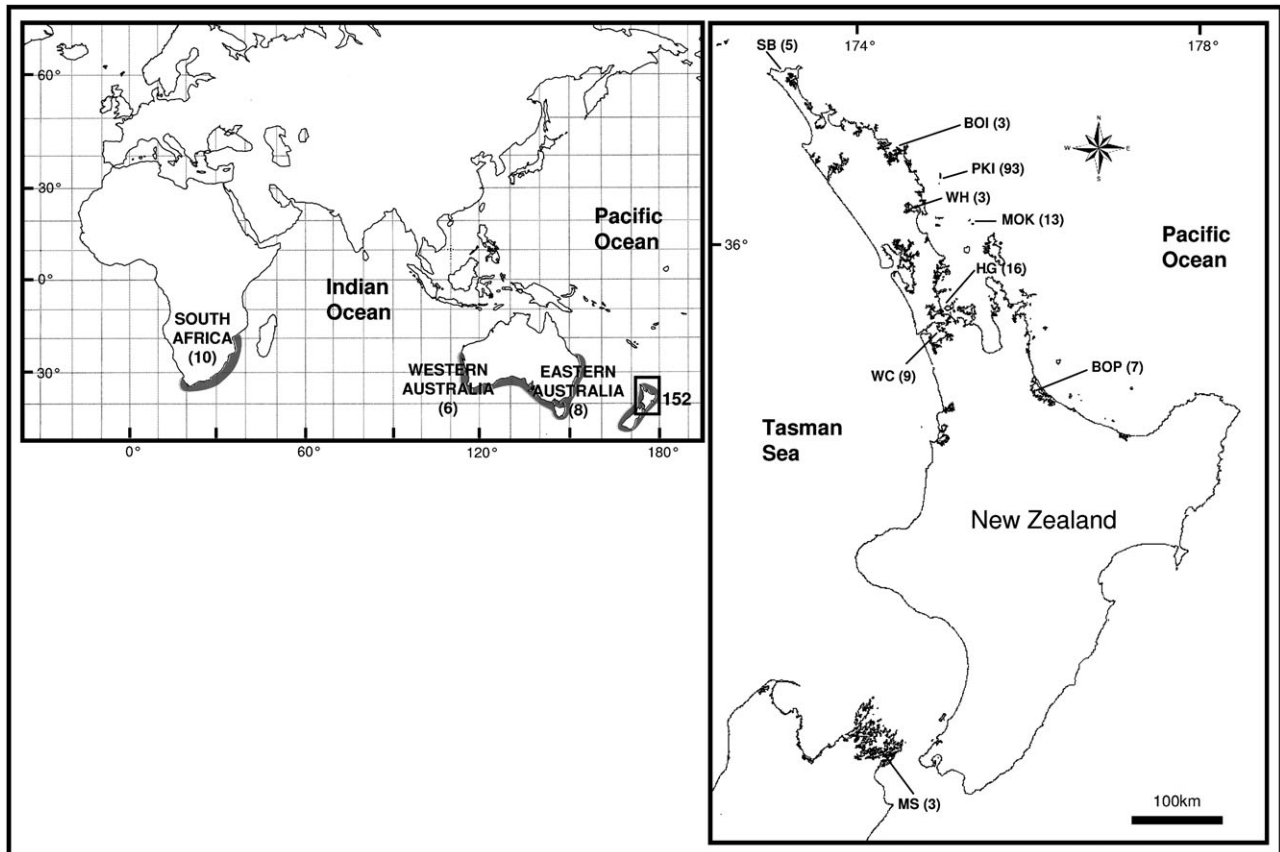 60°
30°
0°
30°
Pacific
Ocean
Indian
Ocean
SOUTH
AFRICA
(10)
WESTERN
AUSTRALIA
(6)
EASTERN
AUSTRALIA
(8)
152
0°
60°
120°
180°
174°
178°
36°
SB (5)
BOI (3)
PKI (93)
WH (3)
MOK (13)
HG (16)
WC (9)
BOP (7)
N
W
E
S
Pacific
Ocean
Tasman
Sea
New Zealand
MS (3)
100km